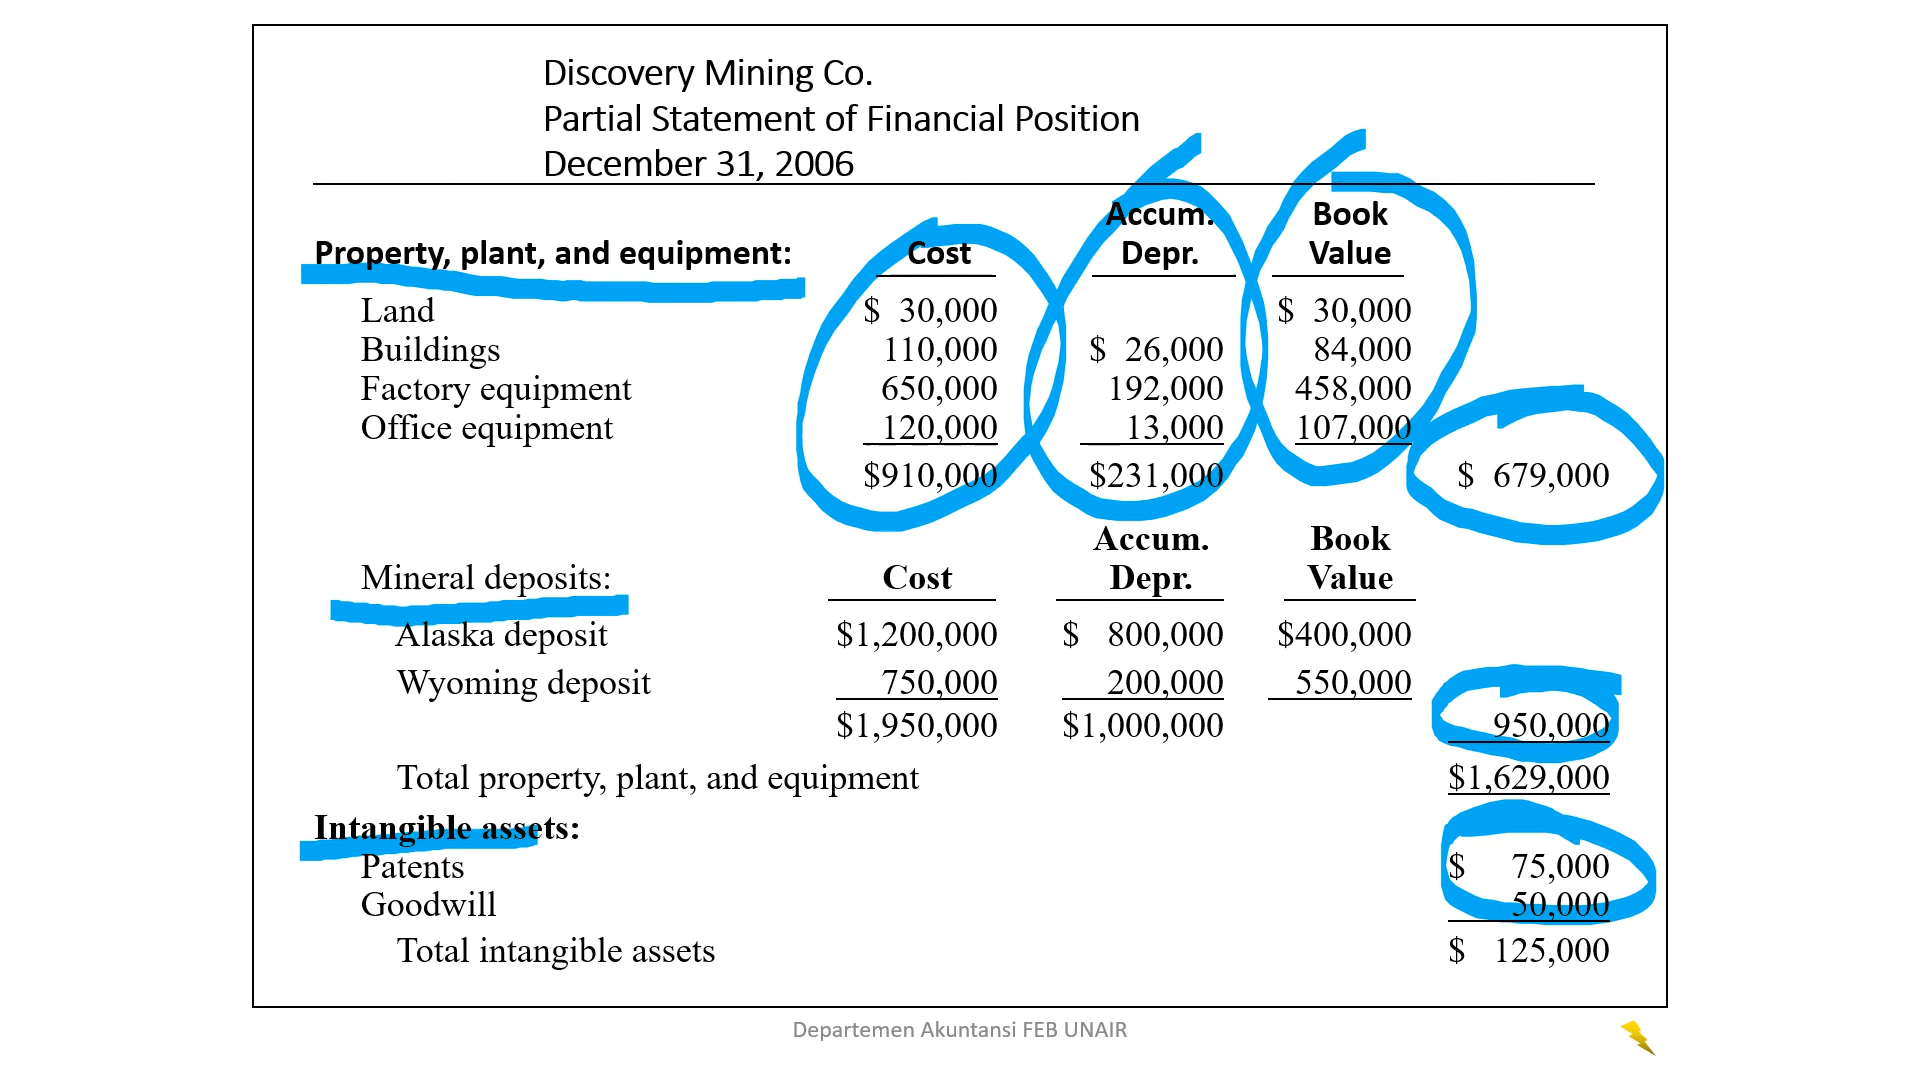 Discovery Mining Co.
Partial Statement of Financial Position
December 31, 2006
Accum. Book
Property, plant, and equipment: Cost Depr. Value
Land $ 30,000 $ 30,000
Buildings 110,000 $ 26,000 84,000
Factory equipment 650,000 192,000 458,000
Office equipment 120,000 13,000 107,000
$910,000 $231,000 $ 679,000
Accum. Book
Mineral deposits: Cost Depr. Value
Alaska deposit $1,200,000 $ 800,000 $400,000
Wyoming deposit 750,000 200,000 550,000
$1,950,000 $1,000,000 950,000
Total property, plant, and equipment $1,629,000
Intangible assets:
Patents $ 75,000
Goodwill 50,000
Total intangible assets $ 125,000
Departemen Akuntansi FEB UNAIR